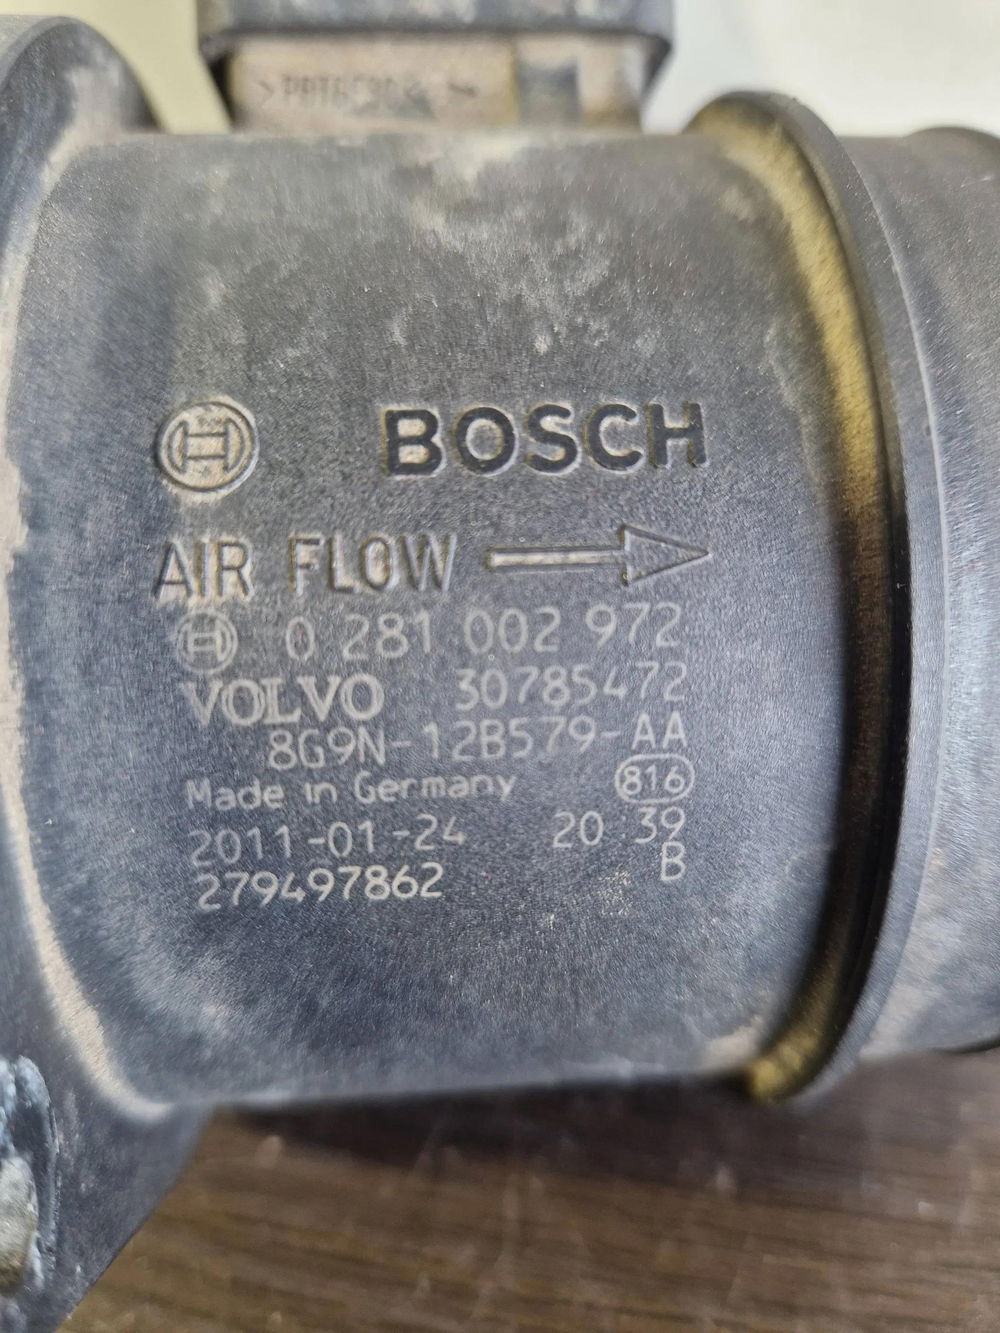 >PBT6F30<
BOSCH
AIR FLOW
0 281 002 972
VOLVO 30785472
8G9N-12B579-AA
Made in Germany 816
2011-01-24 20 39
B
279497862